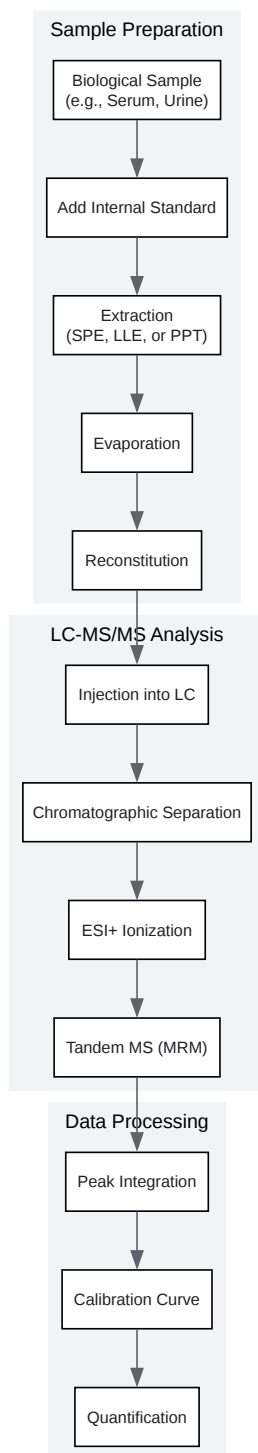 Sample Preparation
Biological Sample
(e.g., Serum, Urine)
Add Internal Standard
Extraction
(SPE, LLE, or PPT)
Evaporation
Reconstitution
LC-MS/MS Analysis
Injection into LC
Chromatographic Separation
ESI+ Ionization
Tandem MS (MRM)
Data Processing
Peak Integration
Calibration Curve
Quantification